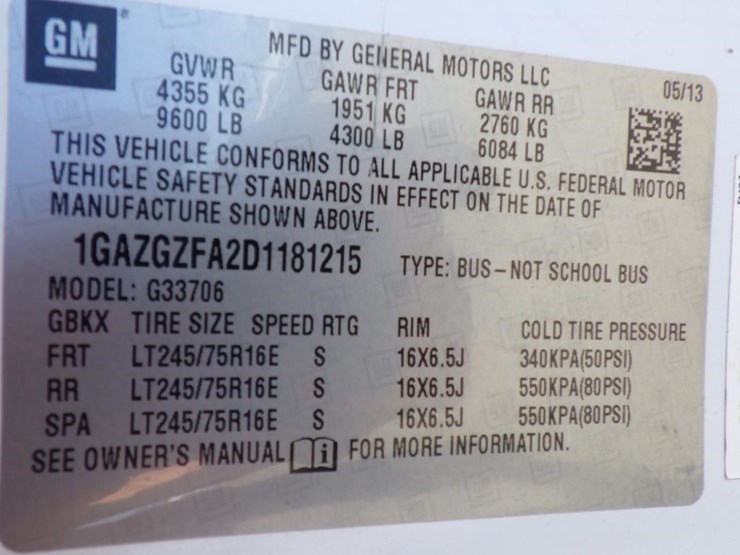 GM
MFD BY GENERAL MOTORS LLC
05/13
GVWR GAWR FRT GAWR RR
4355 KG 1951 KG 2760 KG
9600 LB 4300 LB 6084 LB
THIS VEHICLE CONFORMS TO ALL APPLICABLE U.S. FEDERAL MOTOR
VEHICLE SAFETY STANDARDS IN EFFECT ON THE DATE OF
MANUFACTURE SHOWN ABOVE.
1GAZGZFA2D1181215 TYPE: BUS – NOT SCHOOL BUS
MODEL: G33706
GBKX TIRE SIZE SPEED RTG RIM COLD TIRE PRESSURE
FRT LT245/75R16E S 16X6.5J 340KPA(50PSI)
RR LT245/75R16E S 16X6.5J 550KPA(80PSI)
SPA LT245/75R16E S 16X6.5J 550KPA(80PSI)
SEE OWNER'S MANUAL i FOR MORE INFORMATION.